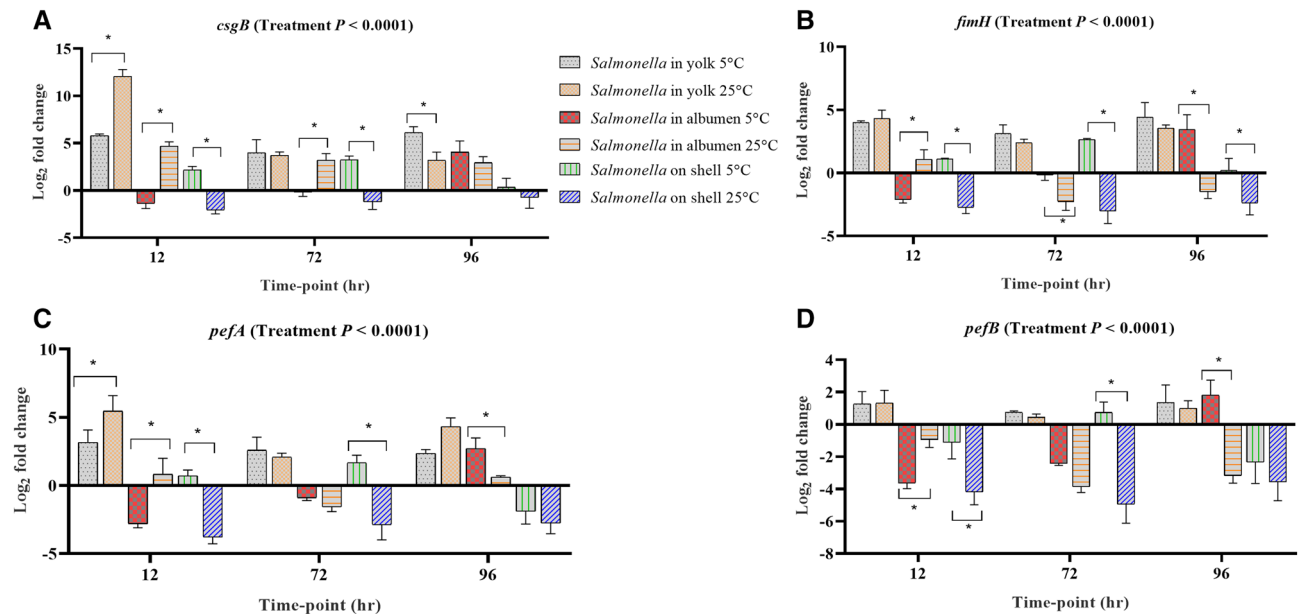 A
csgB (Treatment P < 0.0001)
Log2 fold change
15
10
5
0
-5
*
*
*
*
*
*
12
72
96
Time-point (hr)
Salmonella in yolk 5°C
Salmonella in yolk 25°C
Salmonella in albumen 5°C
Salmonella in albumen 25°C
Salmonella on shell 5°C
Salmonella on shell 25°C
B
fimH (Treatment P < 0.0001)
Log2 fold change
10
5
0
-5
*
*
*
*
*
*
12
72
96
Time-point (hr)
C
pefA (Treatment P < 0.0001)
Log2 fold change
10
5
0
-5
*
*
*
*
*
12
72
96
Time-point (hr)
D
pefB (Treatment P < 0.0001)
Log2 fold change
4
2
0
-2
-4
-6
-8
*
*
*
*
12
72
96
Time-point (hr)